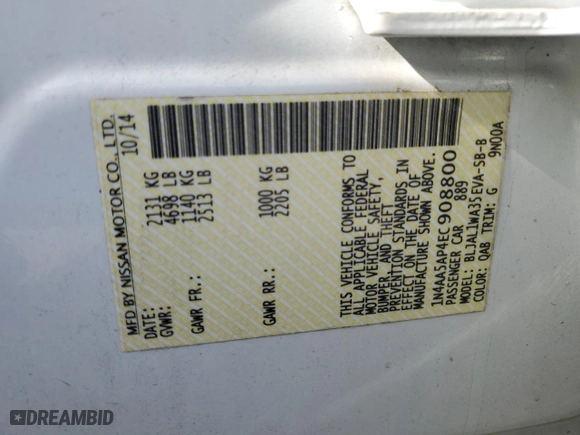 MFD BY NISSAN MOTOR CO., LTD.
DATE: 10/14
GVWR: 2131 KG
4698 LB
GAWR FR.: 1140 KG
2513 LB
GAWR RR.: 1000 KG
2205 LB
THIS VEHICLE CONFORMS TO
ALL APPLICABLE FEDERAL
MOTOR VEHICLE SAFETY,
BUMPER, AND THEFT
PREVENTION STANDARDS IN
EFFECT ON THE DATE OF
MANUFACTURE SHOWN ABOVE.
1N4AA5AP4EC908800
PASSENGER CAR 889
MODEL: BLJAL1WA35EVA-SB-B
COLOR: QAB TRIM: G 9N00A
DREAMBID